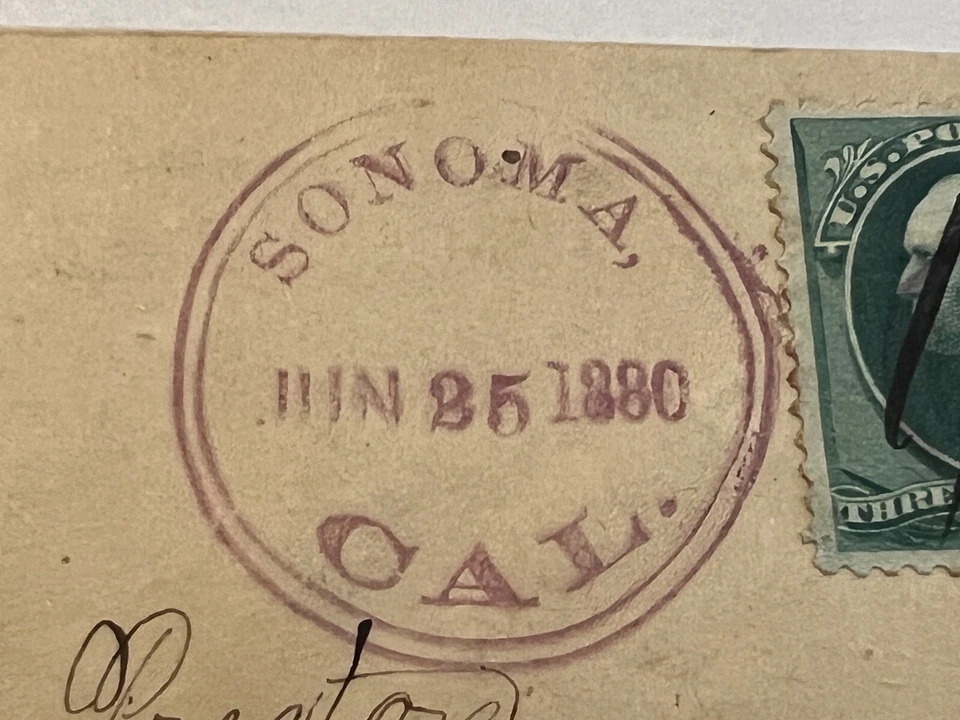 SONOMA,
JUN 25 1880
CAL.
U.S. PO
THRE